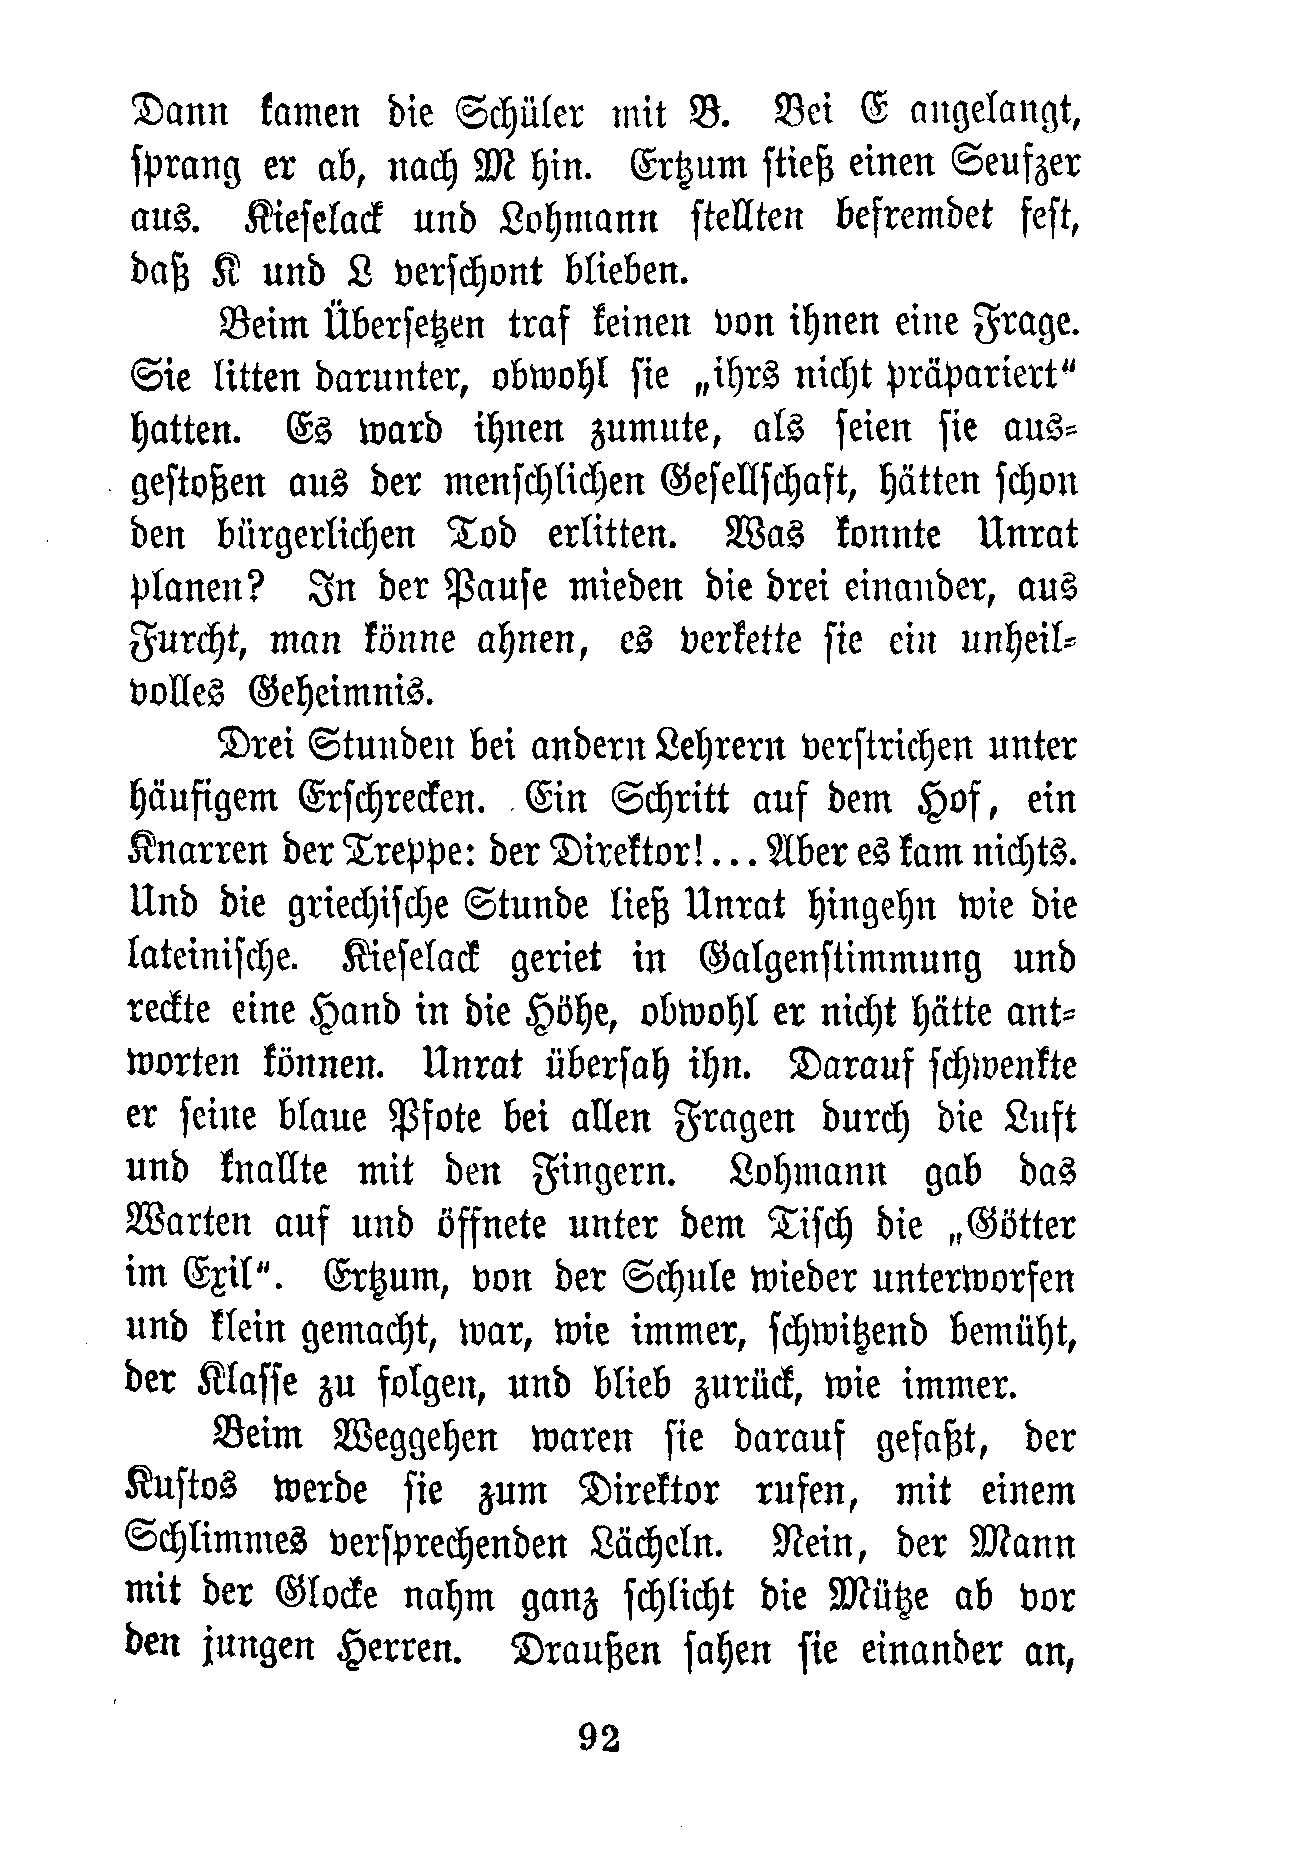 Dann kamen die Schüler mit B. Bei E angelangt,
sprang er ab, nach M hin. Ertzum stieß einen Seufzer
aus. Kieselack und Lohmann stellten befremdet fest,
daß K und L verschont blieben.
Beim Übersetzen traf keinen von ihnen eine Frage.
Sie litten darunter, obwohl sie „ihrs nicht präpariert“
hatten. Es ward ihnen zumute, als seien sie aus-
gestoßen aus der menschlichen Gesellschaft, hätten schon
den bürgerlichen Tod erlitten. Was konnte Unrat
planen? In der Pause mieden die drei einander, aus
Furcht, man könne ahnen, es verkette sie ein unheil-
volles Geheimnis.
Drei Stunden bei andern Lehrern verstrichen unter
häufigem Erschrecken. Ein Schritt auf dem Hof, ein
Knarren der Treppe: der Direktor!... Aber es kam nichts.
Und die griechische Stunde ließ Unrat hingehn wie die
lateinische. Kieselack geriet in Galgenstimmung und
reckte eine Hand in die Höhe, obwohl er nicht hätte ant-
worten können. Unrat übersah ihn. Darauf schwenkte
er seine blaue Pfote bei allen Fragen durch die Luft
und knallte mit den Fingern. Lohmann gab das
Warten auf und öffnete unter dem Tisch die „Götter
im Exil“. Ertzum, von der Schule wieder unterworfen
und klein gemacht, war, wie immer, schwitzend bemüht,
der Klasse zu folgen, und blieb zurück, wie immer.
Beim Weggehen waren sie darauf gefaßt, der
Kustos werde sie zum Direktor rufen, mit einem
Schlimmes versprechenden Lächeln. Nein, der Mann
mit der Glocke nahm ganz schlicht die Mütze ab vor
den jungen Herren. Draußen sahen sie einander an,
92